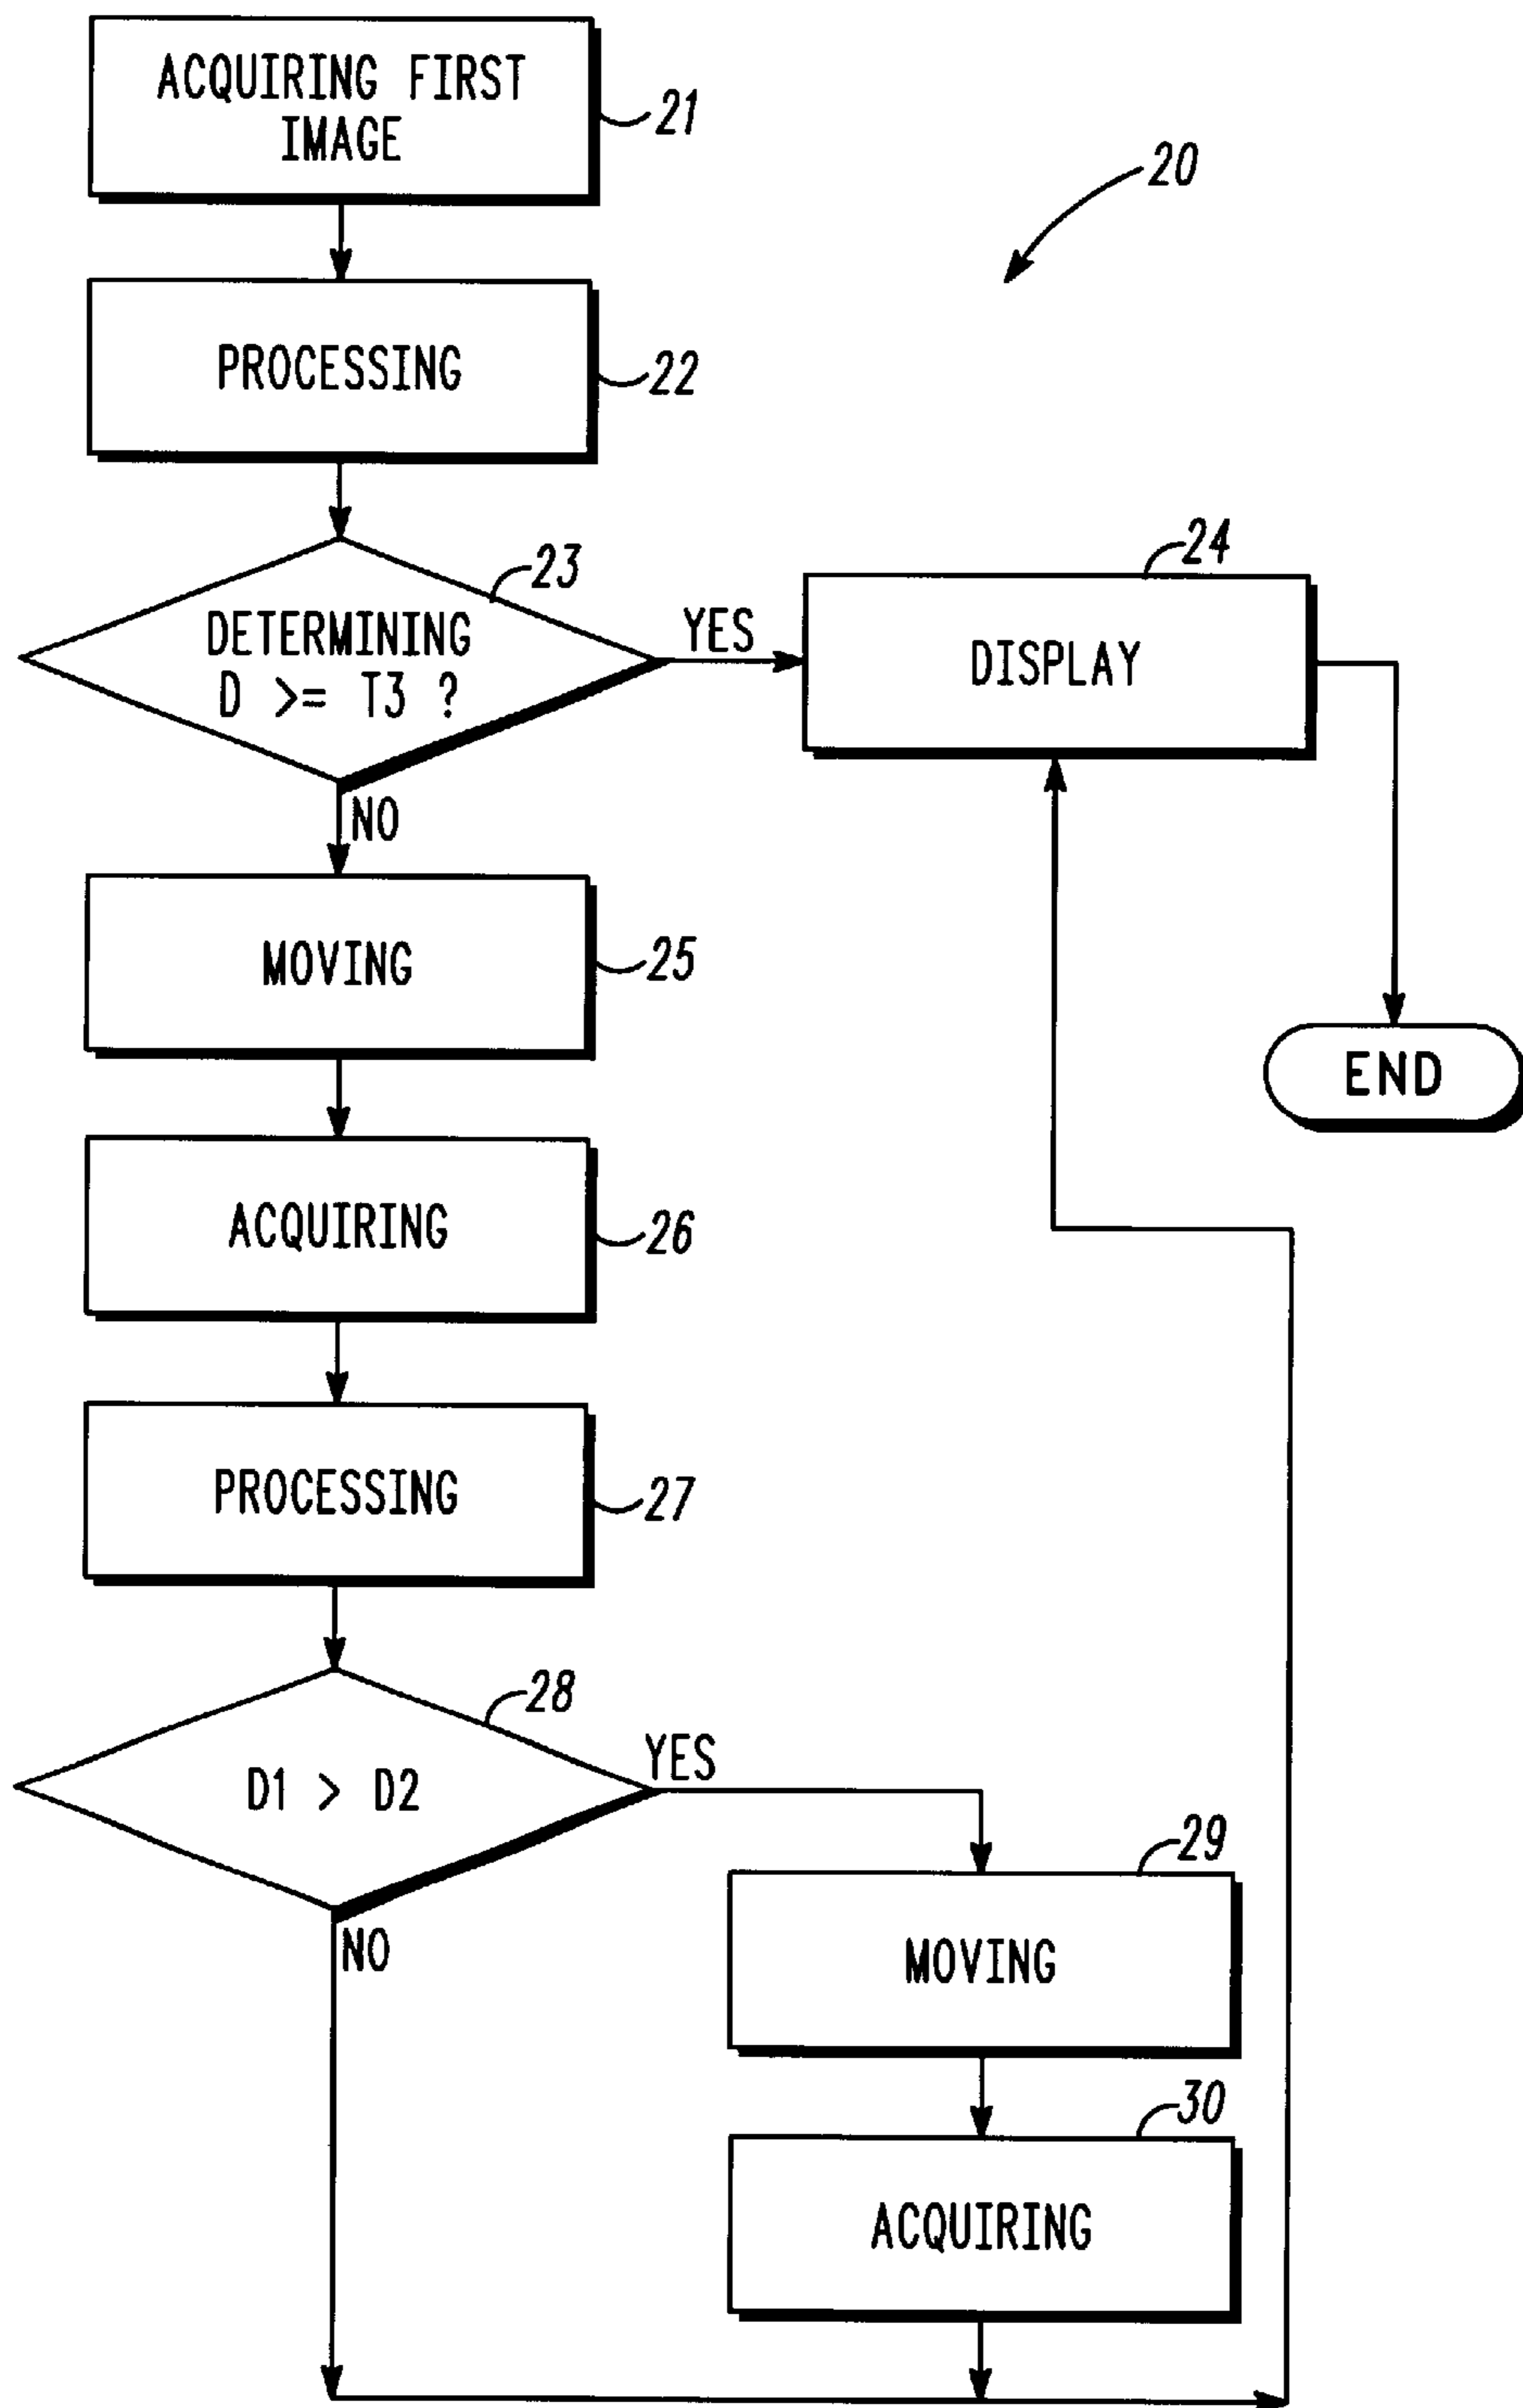 ACQUIRING FIRST
IMAGE
21
20
PROCESSING
22
23
DETERMINING
D >= T3 ?
YES
24
DISPLAY
NO
MOVING
25
END
ACQUIRING
26
PROCESSING
27
28
D1 > D2
YES
NO
29
MOVING
30
ACQUIRING